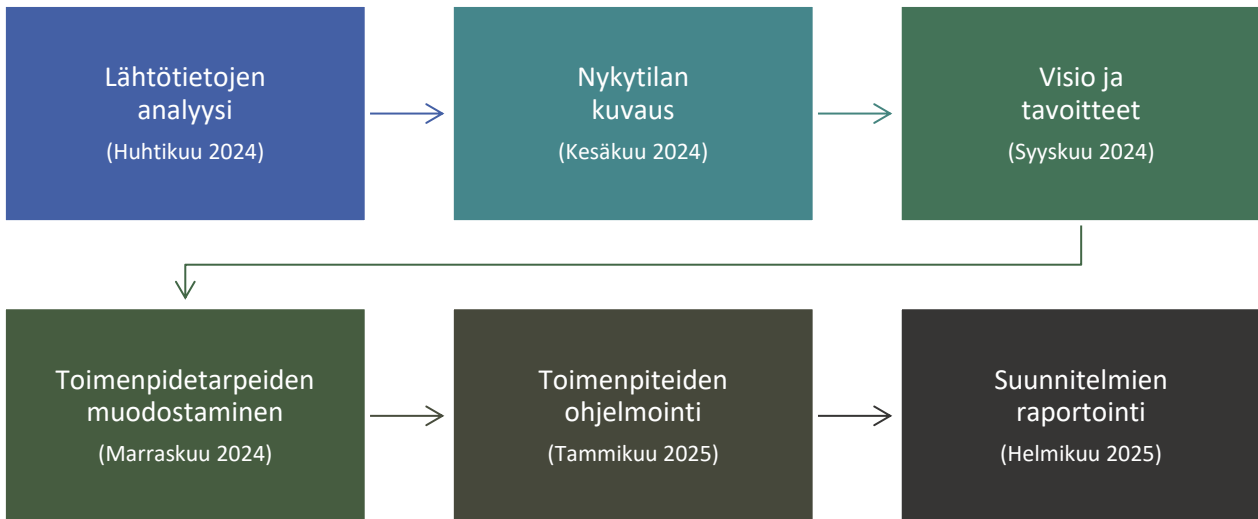 Lähtötietojen
analyysi
(Huhtikuu 2024)
Nykytilan
kuvaus
(Kesäkuu 2024)
Visio ja
tavoitteet
(Syyskuu 2024)
Toimenpidetarpeiden
muodostaminen
(Marraskuu 2024)
Toimenpiteiden
ohjelmointi
(Tammikuu 2025)
Suunnitelmien
raportointi
(Helmikuu 2025)